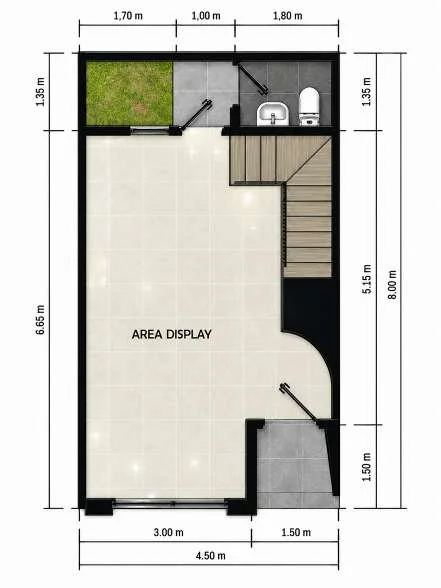 1,70 m
1,00 m
1,80 m
1.35 m
1.35 m
6.65 m
5.15 m
8.00 m
AREA DISPLAY
1.50 m
3.00 m
1.50 m
4.50 m